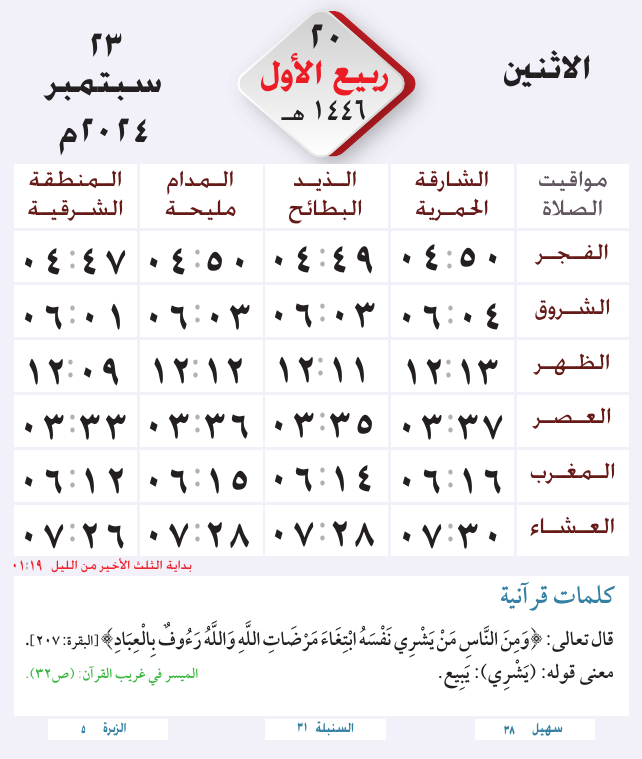 الاثنين
٢٠
ربيع الأول
١٤٤٦ هـ
٢٣
سبتمبر
٢٠٢٤م
مواقيت الصلاة | الشارقة الحمرية | الذيد البطائح | المدام مليحة | المنطقة الشرقية
الفجر ٠٤:٥٠ ٠٤:٤٩ ٠٤:٥٠ ٠٤:٤٧
الشروق ٠٦:٠٤ ٠٦:٠٣ ٠٦:٠٣ ٠٦:٠١
الظهر ١٢:١٣ ١٢:١١ ١٢:١٢ ١٢:٠٩
العصر ٠٣:٣٧ ٠٣:٣٥ ٠٣:٣٦ ٠٣:٣٣
المغرب ٠٦:١٦ ٠٦:١٤ ٠٦:١٥ ٠٦:١٢
العشاء ٠٧:٣٠ ٠٧:٢٨ ٠٧:٢٨ ٠٧:٢٦
بداية الثلث الأخير من الليل ٠١:١٩
كلمات قرآنية
قال تعالى: ﴿وَمِنَ النَّاسِ مَنْ يَشْرِي نَفْسَهُ ابْتِغَاءَ مَرْضَاتِ اللَّهِ وَاللَّهُ رَءُوفٌ بِالْعِبَادِ﴾ [البقرة: ٢٠٧].
معنى قوله: (يَشْرِي): يَبِيع. الميسر في غريب القرآن: (ص٣٢).
سهيل ٣٨ السنبلة ٣١ الزبرة ٥